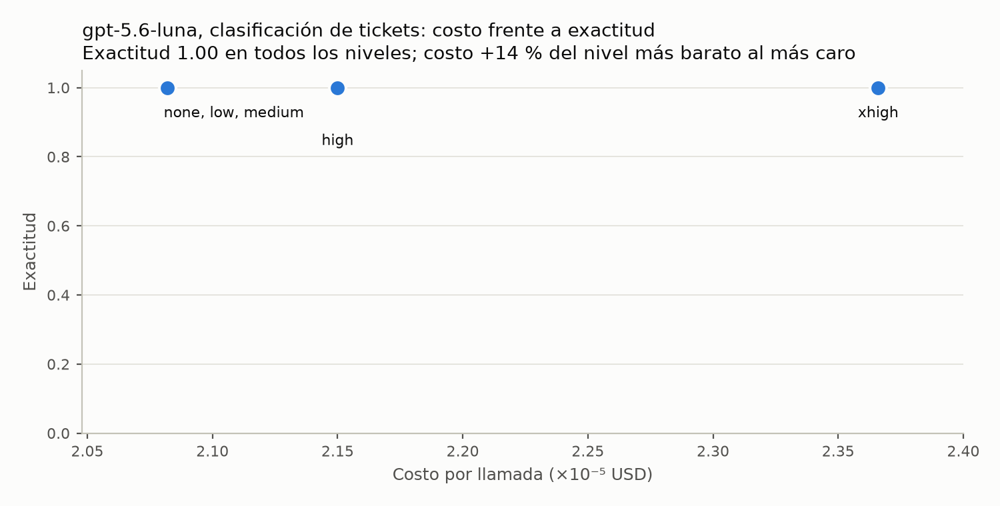 gpt-5.6-luna, clasificación de tickets: costo frente a exactitud
Exactitud 1.00 en todos los niveles; costo +14 % del nivel más barato al más caro
1.0
none, low, medium
xhigh
high
0.8
0.6
Exactitud
0.4
0.2
0.0
2.05 2.10 2.15 2.20 2.25 2.30 2.35 2.40
Costo por llamada (×10⁻⁵ USD)